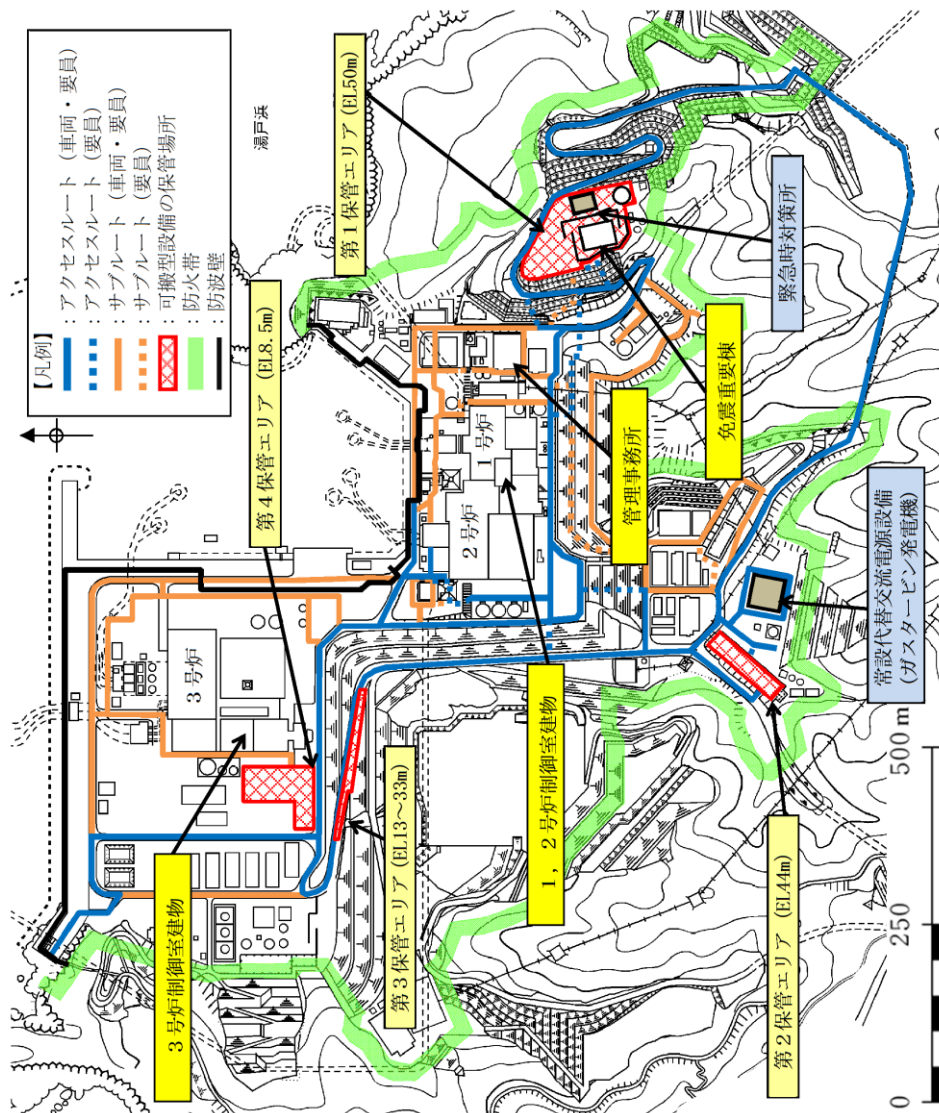 【凡例】
：アクセスルート（車両・要員）
：アクセスルート（要員）
：サブルート（車両・要員）
：サブルート（要員）
：可搬型設備の保管場所
：防火帯
：防波壁
湯戸浜
第１保管エリア (EL50m)
第４保管エリア (EL8.5m)
３号炉
２号炉
１号炉
緊急時対策所
免震重要棟
管理事務所
３号炉制御室建物
第３保管エリア (EL13～33m)
１，２号炉制御室建物
常設代替交流電源設備
(ガスタービン発電機)
第２保管エリア (EL44m)
0 250 500m